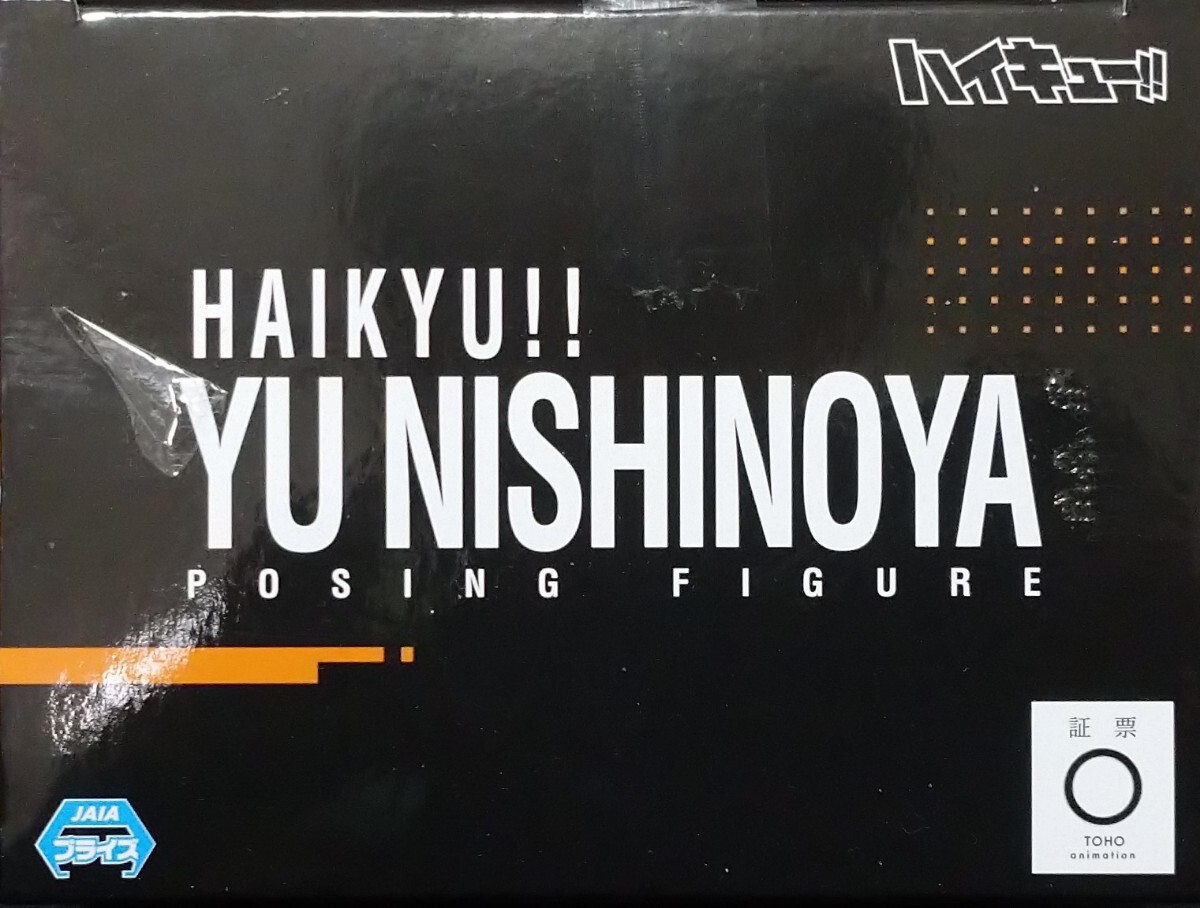 ハイキュー!!
HAIKYU!!
YU NISHINOYA
POSING FIGURE
証票
TOHO
animation
JAIA
プライズ